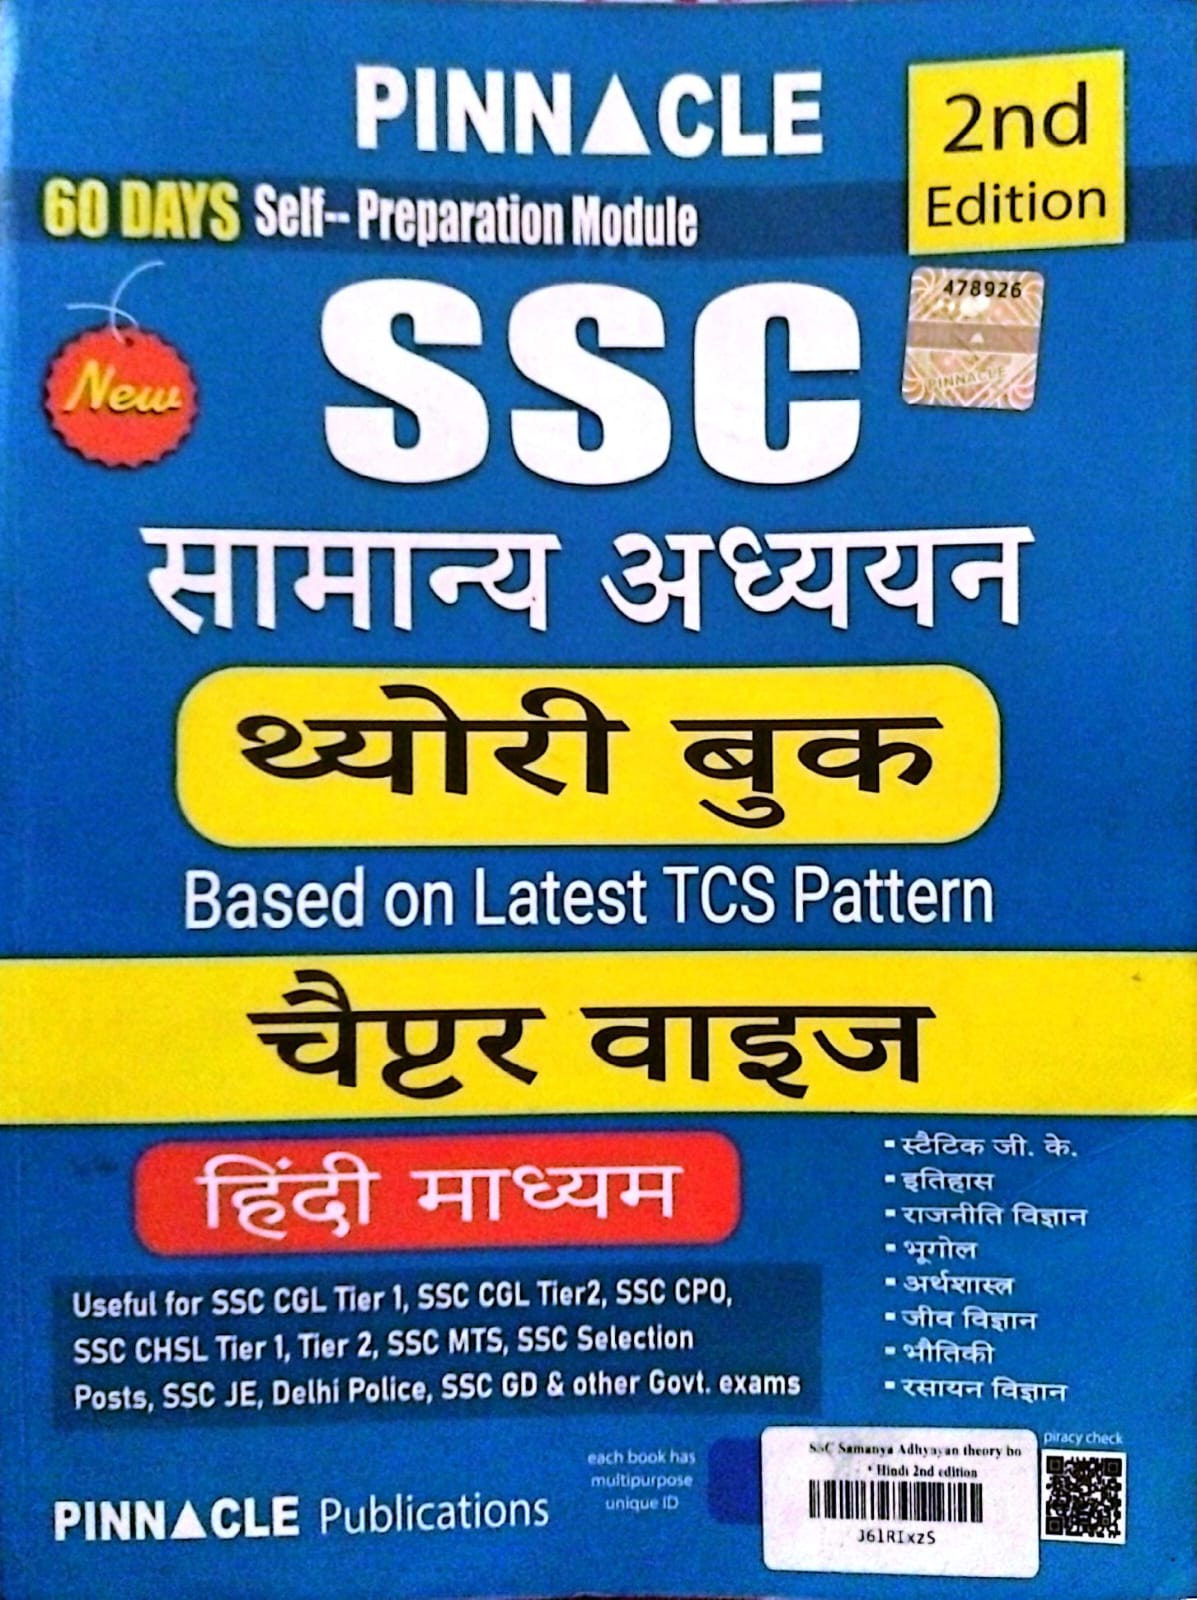 PINNACLE
2nd
Edition
60 DAYS Self-- Preparation Module
478926
PINNACLE
New
SSC
सामान्य अध्ययन
थ्योरी बुक
Based on Latest TCS Pattern
चैप्टर वाइज
हिंदी माध्यम
▪ स्टैटिक जी. के.
▪ इतिहास
▪ राजनीति विज्ञान
▪ भूगोल
▪ अर्थशास्त्र
▪ जीव विज्ञान
▪ भौतिकी
▪ रसायन विज्ञान
Useful for SSC CGL Tier 1, SSC CGL Tier2, SSC CPO,
SSC CHSL Tier 1, Tier 2, SSC MTS, SSC Selection
Posts, SSC JE, Delhi Police, SSC GD & other Govt. exams
PINNACLE Publications
each book has
multipurpose
unique ID
SSC Samanya Adhyayan theory bo
* Hindi 2nd edition
J6lRIxzS
piracy check